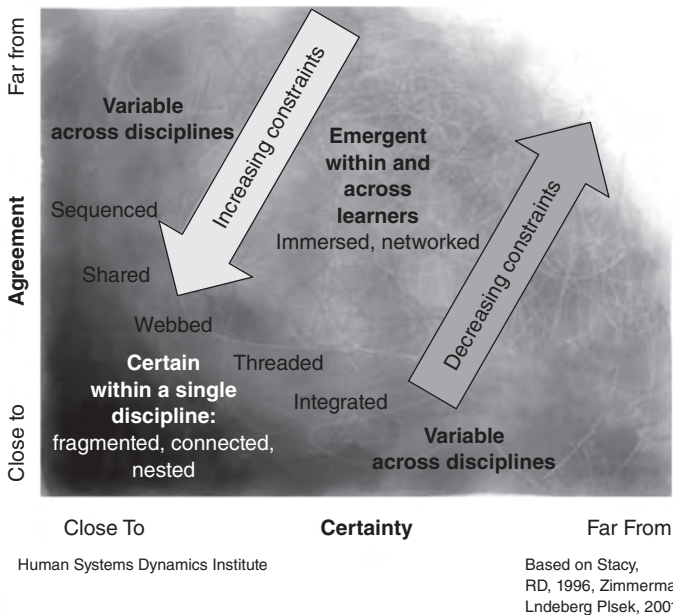 Far from
Agreement
Close to
Variable
across disciplines
Increasing constraints
Emergent
within and
across
learners
Immersed, networked
Decreasing constraints
Sequenced
Shared
Webbed
Threaded
Integrated
Certain
within a single
discipline:
fragmented, connected,
nested
Variable
across disciplines
Close To
Certainty
Far From
Human Systems Dynamics Institute
Based on Stacy,
RD, 1996, Zimmerma
Lndeberg Plsek, 2001